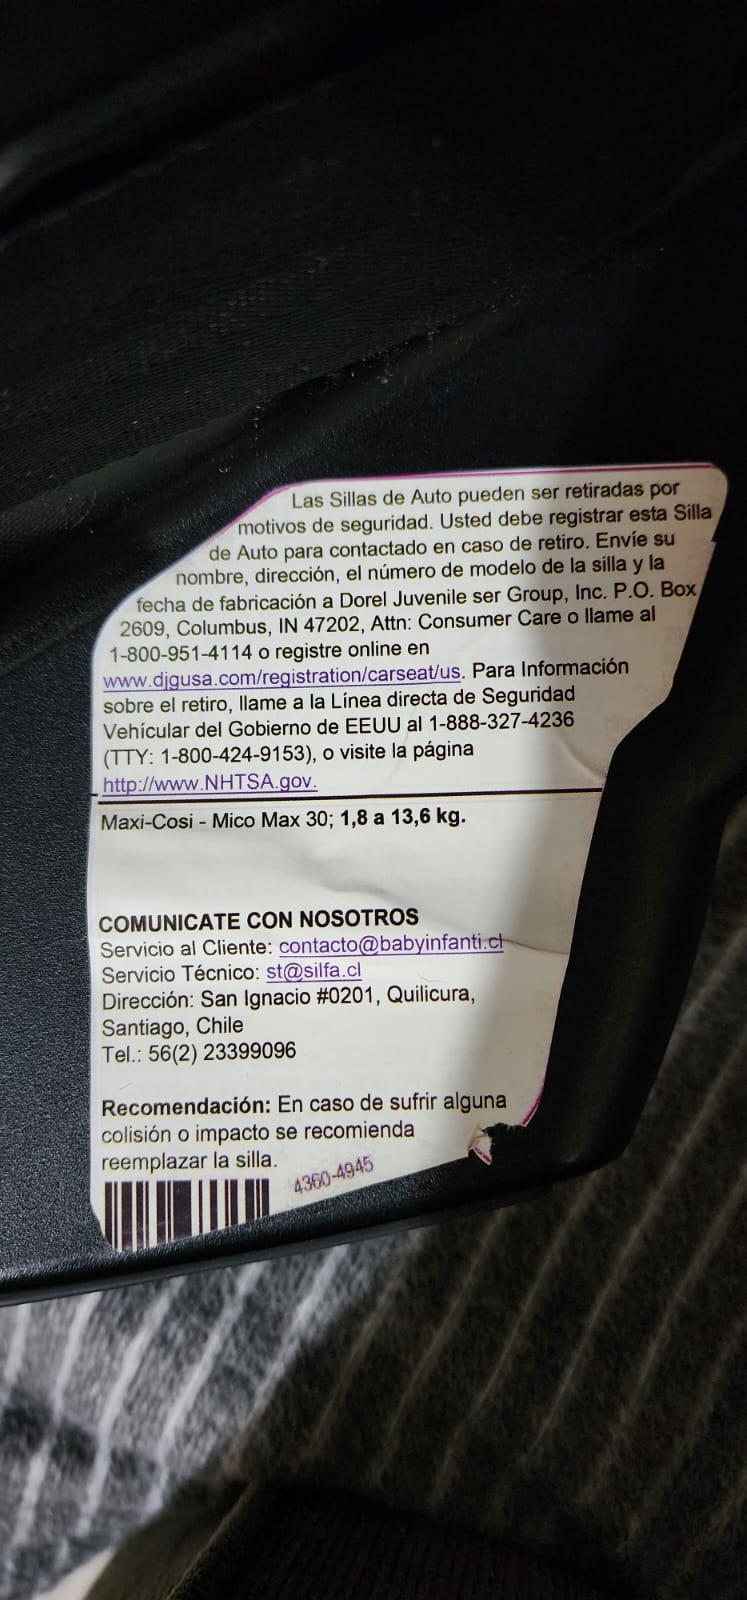 Las Sillas de Auto pueden ser retiradas por
motivos de seguridad. Usted debe registrar esta Silla
de Auto para contactado en caso de retiro. Envíe su
nombre, dirección, el número de modelo de la silla y la
fecha de fabricación a Dorel Juvenile ser Group, Inc. P.O. Box
2609, Columbus, IN 47202, Attn: Consumer Care o llame al
1-800-951-4114 o registre online en
www.djgusa.com/registration/carseat/us. Para Información
sobre el retiro, llame a la Línea directa de Seguridad
Vehícular del Gobierno de EEUU al 1-888-327-4236
(TTY: 1-800-424-9153), o visite la página
http://www.NHTSA.gov.
Maxi-Cosi - Mico Max 30; 1,8 a 13,6 kg.
COMUNICATE CON NOSOTROS
Servicio al Cliente: contacto@babyinfanti.cl
Servicio Técnico: st@silfa.cl
Dirección: San Ignacio #0201, Quilicura,
Santiago, Chile
Tel.: 56(2) 23399096
Recomendación: En caso de sufrir alguna
colisión o impacto se recomienda
reemplazar la silla.
4360-4945